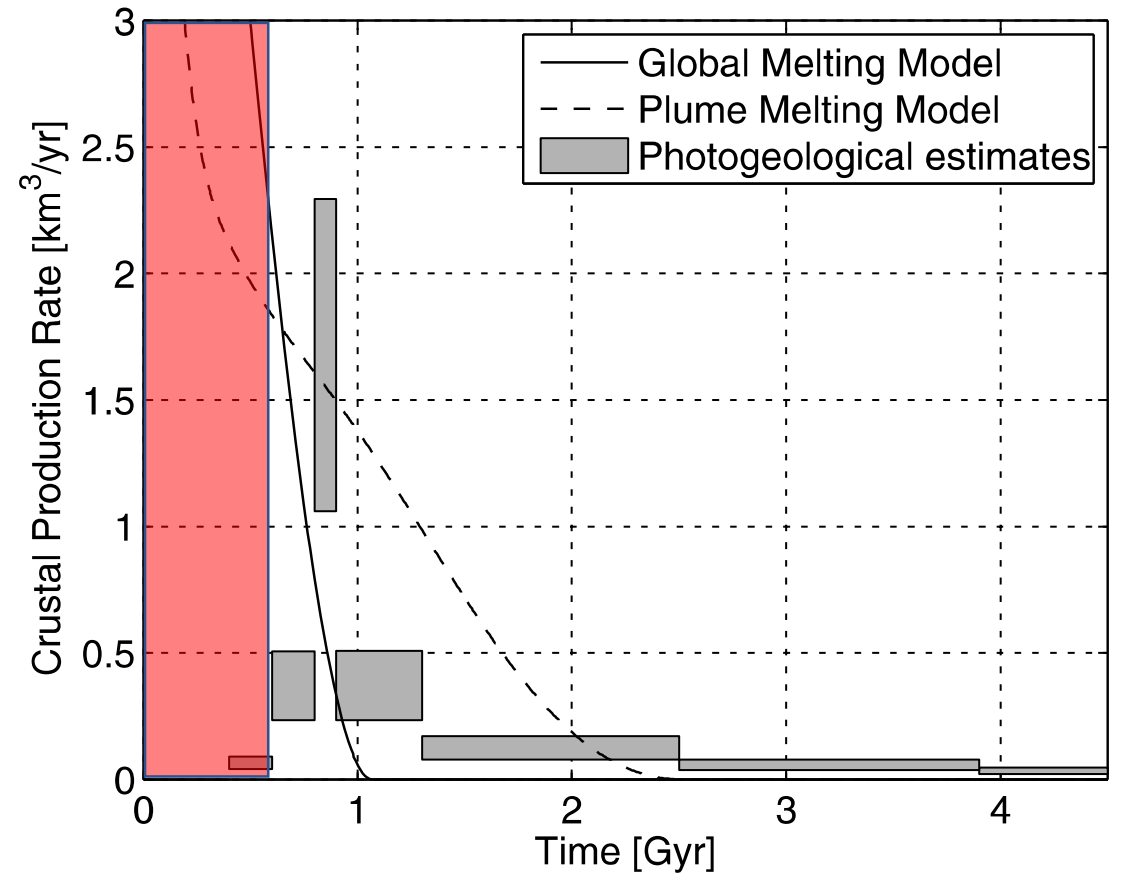 3
2.5
2
1.5
1
0.5
0
Crustal Production Rate [km³/yr]
Global Melting Model
Plume Melting Model
Photogeological estimates
0 1 2 3 4
Time [Gyr]